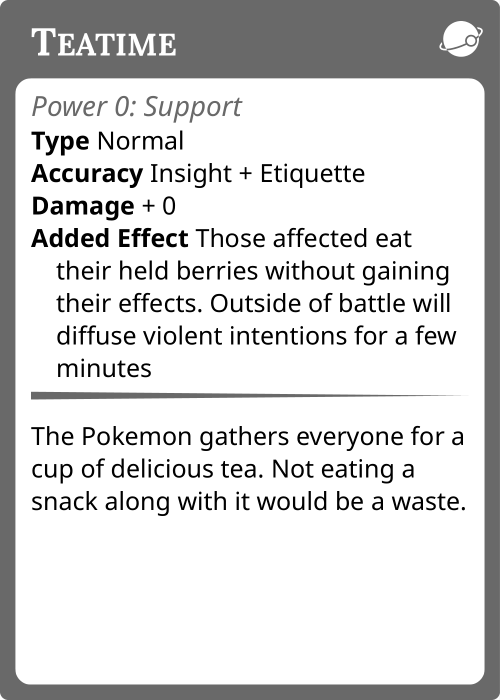 TEATIME
Power 0: Support
Type Normal
Accuracy Insight + Etiquette
Damage + 0
Added Effect Those affected eat
their held berries without gaining
their effects. Outside of battle will
diffuse violent intentions for a few
minutes
The Pokemon gathers everyone for a
cup of delicious tea. Not eating a
snack along with it would be a waste.